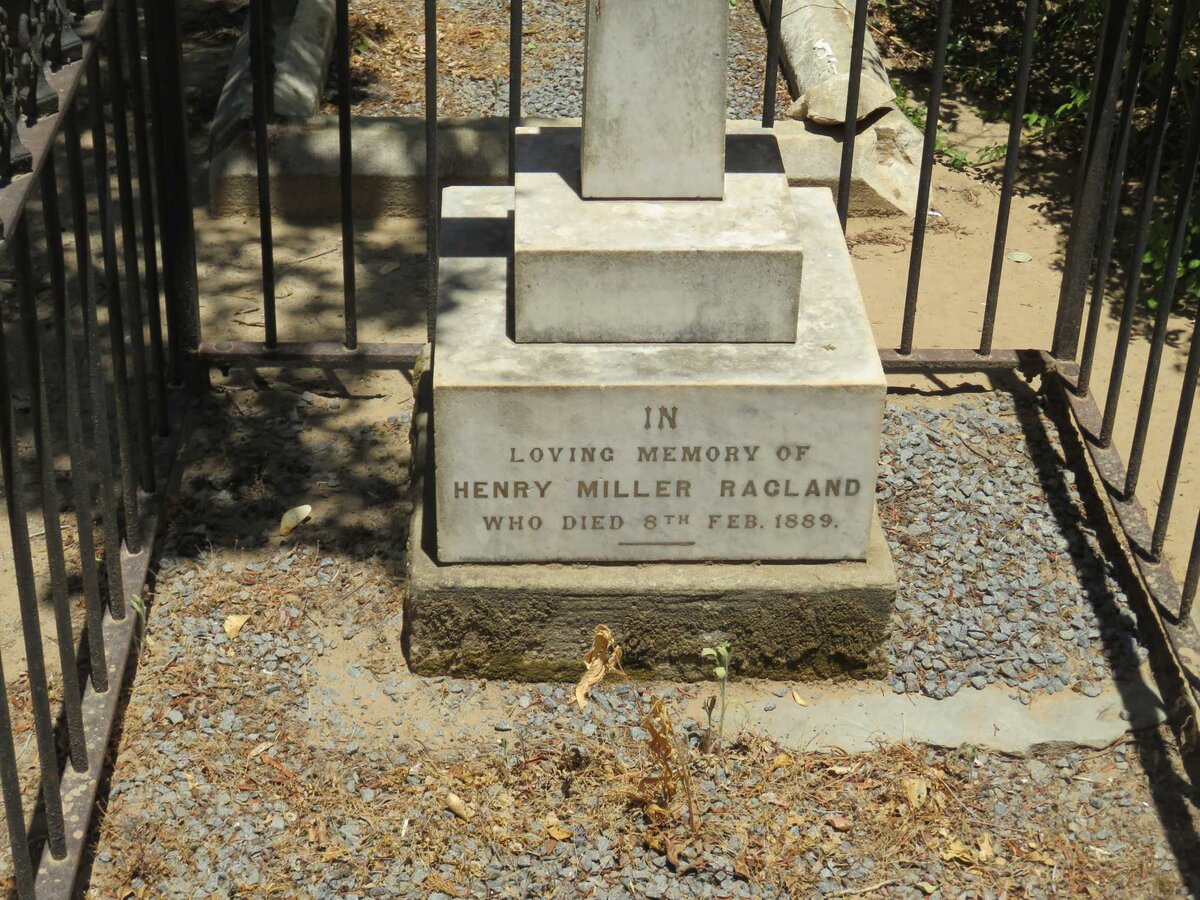 IN
LOVING MEMORY OF
HENRY MILLER RAGLAND
WHO DIED 8TH FEB. 1889.